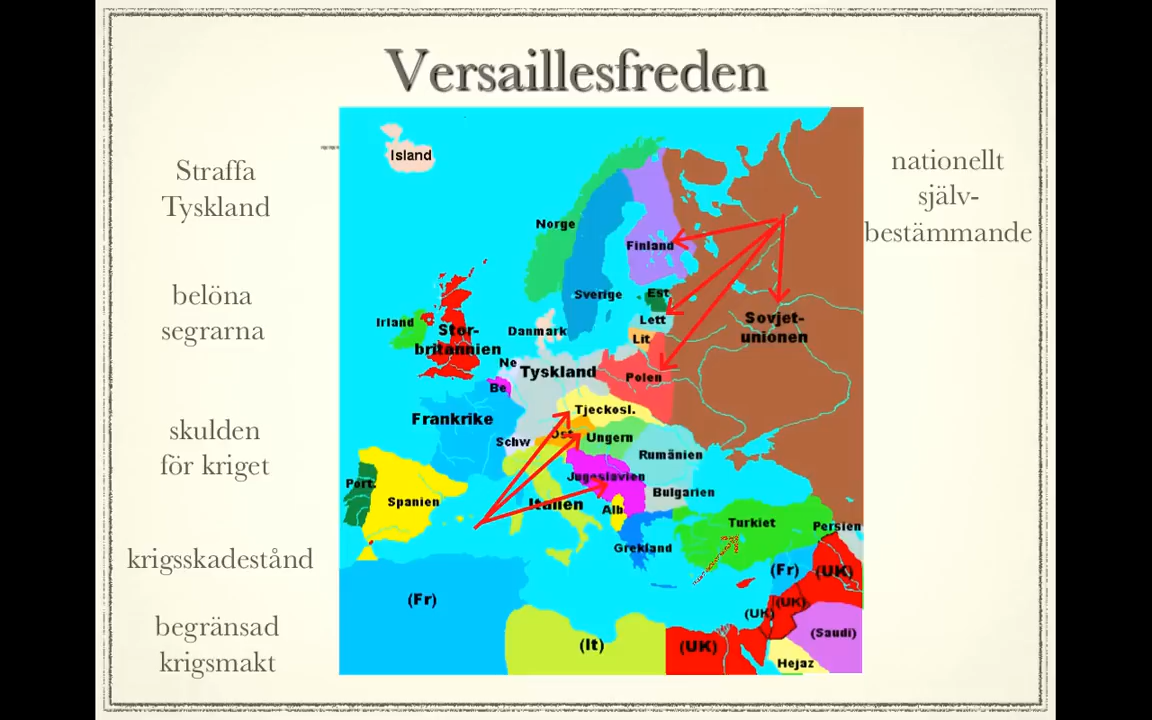 Versaillesfreden
Straffa
Tyskland
belöna
segrarna
skulden
för kriget
krigsskadestånd
begränsad
krigsmakt
nationellt
själv-
bestämmande
Island
Norge
Finland
Sverige
Est
Lett
Lit
Sovjet-
unionen
Irland
Stor-
britannien
Danmark
Ne
Tyskland
Polen
Be
Tjeckosl.
Frankrike
Öst
Ungern
Schw
Rumänien
Port.
Spanien
Jugoslavien
Bulgarien
Italien
Alb
Turkiet
Persien
Grekland
(Fr)
(UK)
(Fr)
(UK)
(UK)
(It)
(UK)
(Saudi)
Hejaz